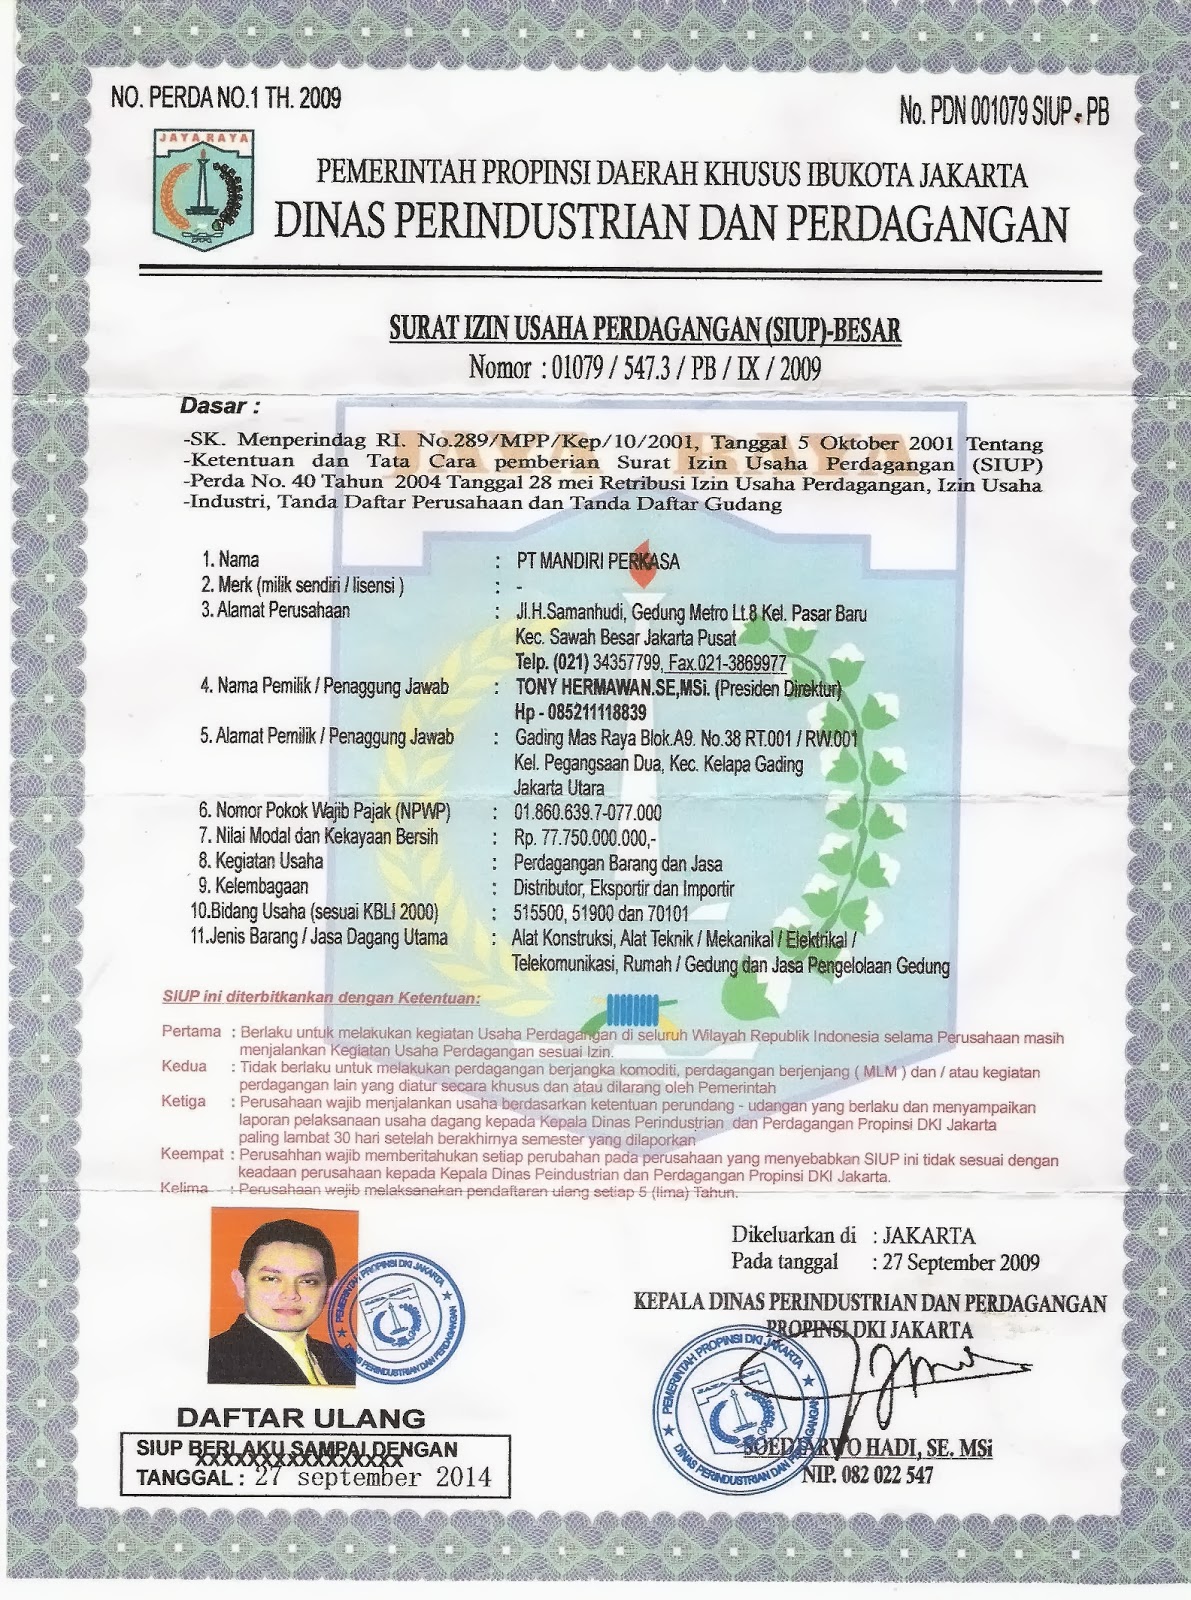 NO. PERDA NO.1 TH. 2009
No. PDN 001079 SIUP - PB
JAYA RAYA
PEMERINTAH PROPINSI DAERAH KHUSUS IBUKOTA JAKARTA
DINAS PERINDUSTRIAN DAN PERDAGANGAN
SURAT IZIN USAHA PERDAGANGAN (SIUP)-BESAR
Nomor : 01079 / 547.3 / PB / IX / 2009
Dasar :
-SK. Menperindag RI. No.289/MPP/Kep/10/2001, Tanggal 5 Oktober 2001 Tentang
-Ketentuan dan Tata Cara pemberian Surat Izin Usaha Perdagangan (SIUP)
-Perda No. 40 Tahun 2004 Tanggal 28 mei Retribusi Izin Usaha Perdagangan, Izin Usaha
-Industri, Tanda Daftar Perusahaan dan Tanda Daftar Gudang
JAYA RAYA
1. Nama : PT MANDIRI PERKASA
2. Merk (milik sendiri / lisensi ) : -
3. Alamat Perusahaan : Jl.H.Samanhudi, Gedung Metro Lt.8 Kel. Pasar Baru
Kec. Sawah Besar Jakarta Pusat
Telp. (021) 34357799, Fax.021-3869977
4. Nama Pemilik / Penaggung Jawab : TONY HERMAWAN.SE,MSi. (Presiden Direktur)
Hp - 085211118839
5. Alamat Pemilik / Penaggung Jawab : Gading Mas Raya Blok.A9. No.38 RT.001 / RW.001
Kel. Pegangsaan Dua, Kec. Kelapa Gading
Jakarta Utara
6. Nomor Pokok Wajib Pajak (NPWP) : 01.860.639.7-077.000
7. Nilai Modal dan Kekayaan Bersih : Rp. 77.750.000.000,-
8. Kegiatan Usaha : Perdagangan Barang dan Jasa
9. Kelembagaan : Distributor, Eksportir dan Importir
10.Bidang Usaha (sesuai KBLI 2000) : 515500, 51900 dan 70101
11.Jenis Barang / Jasa Dagang Utama : Alat Konstruksi, Alat Teknik / Mekanikal / Elektrikal /
Telekomunikasi, Rumah / Gedung dan Jasa Pengelolaan Gedung
SIUP ini diterbitkankan dengan Ketentuan:
Pertama : Berlaku untuk melakukan kegiatan Usaha Perdagangan di seluruh Wilayah Republik Indonesia selama Perusahaan masih
menjalankan Kegiatan Usaha Perdagangan sesuai Izin.
Kedua : Tidak berlaku untuk melakukan perdagangan berjangka komoditi, perdagangan berjenjang ( MLM ) dan / atau kegiatan
perdagangan lain yang diatur secara khusus dan atau dilarang oleh Pemerintah
Ketiga : Perusahaan wajib menjalankan usaha berdasarkan ketentuan perundang - udangan yang berlaku dan menyampaikan
laporan pelaksanaan usaha dagang kepada Kepala Dinas Perindustrian dan Perdagangan Propinsi DKI Jakarta
paling lambat 30 hari setelah berakhirnya semester yang dilaporkan
Keempat : Perusahhan wajib memberitahukan setiap perubahan pada perusahaan yang menyebabkan SIUP ini tidak sesuai dengan
keadaan perusahaan kepada Kepala Dinas Peindustrian dan Perdagangan Propinsi DKI Jakarta.
Kelima : Perusahaan wajib melaksanakan pendaftaran ulang setiap 5 (lima) Tahun.
Dikeluarkan di : JAKARTA
Pada tanggal : 27 September 2009
KEPALA DINAS PERINDUSTRIAN DAN PERDAGANGAN
PROPINSI DKI JAKARTA
PEMERINTAH PROPINSI DKI JAKARTA
DINAS PERINDUSTRIAN DAN PERDAGANGAN
PEMERINTAH PROPINSI DKI JAKARTA
JAYA RAYA
DINAS PERINDUSTRIAN DAN PERDAGANGAN
SOEDJARWO HADI, SE. MSi
NIP. 082 022 547
DAFTAR ULANG
SIUP BERLAKU SAMPAI DENGAN
XXXXXXXXXXXXXXXXX
TANGGAL : 27 september 2014